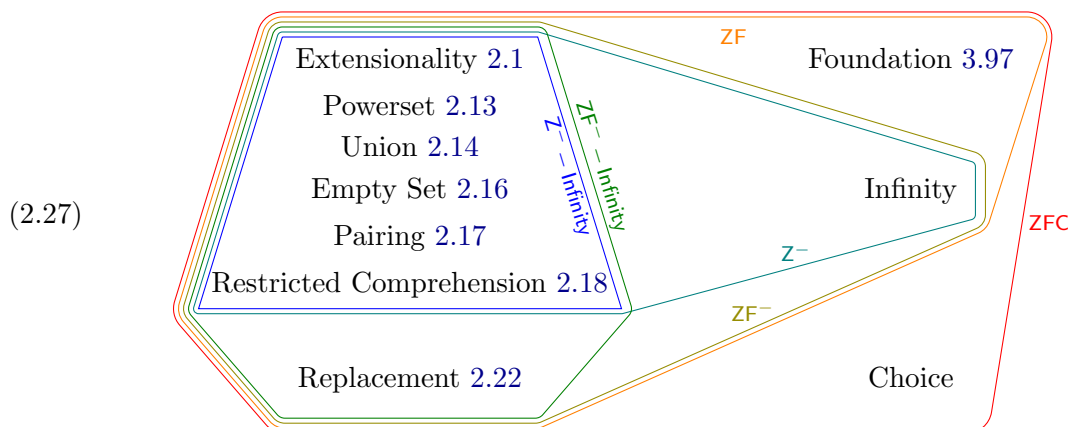 ZF
Extensionality 2.1
Foundation 3.97
Powerset 2.13
Union 2.14
Z⁻ − Infinity
ZF⁻ − Infinity
Empty Set 2.16
Infinity
(2.27)
ZFC
Pairing 2.17
Z⁻
Restricted Comprehension 2.18
ZF⁻
Replacement 2.22
Choice